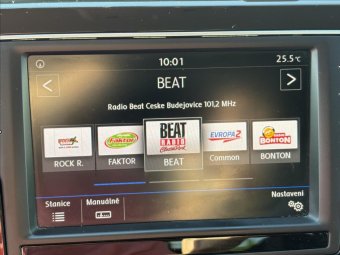 10:01
25.5°C
BEAT
Radio Beat Ceske Budejovice 101,2 MHz
Faktor
BEAT
RADIO
EVROPA 2
BONTON
ROCK R.
FAKTOR
BEAT
Common
BONTON
Stanice
Manuálně
Nastavení